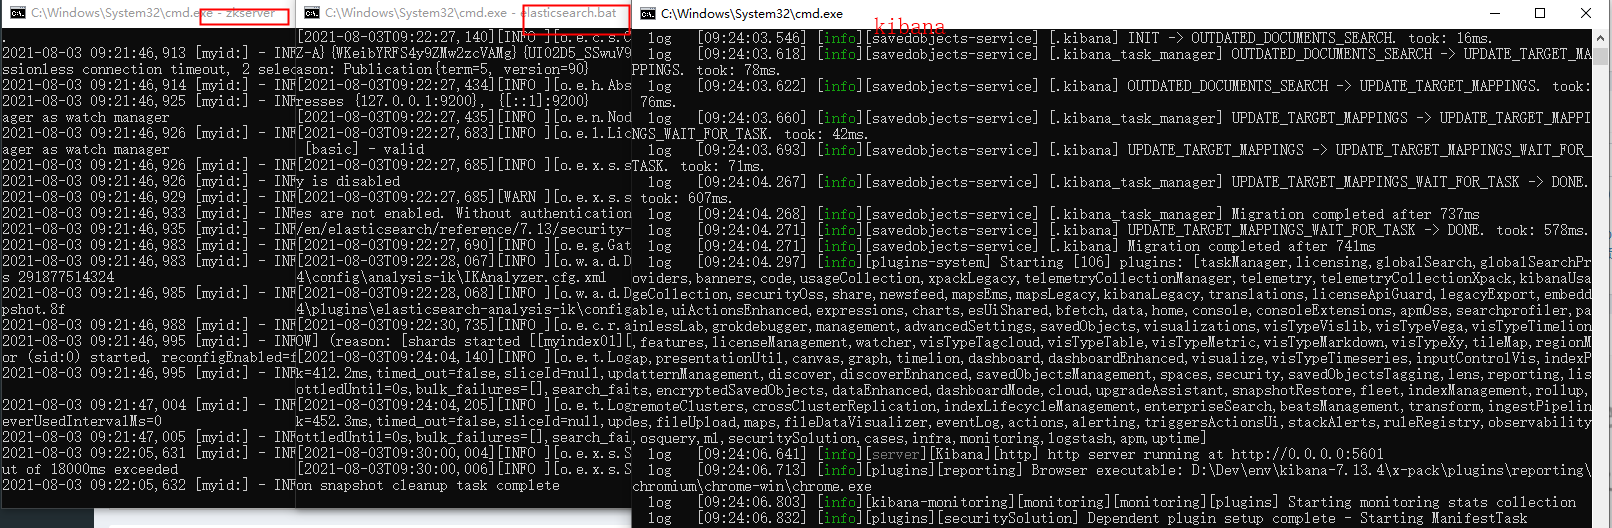 C:\Windows\System32\cmd.exe - zkserver
.
2021-08-03 09:21:46,913 [myid:] - INF
ssionless connection timeout, 2 selec
2021-08-03 09:21:46,914 [myid:] - INF
2021-08-03 09:21:46,925 [myid:] - INF
ager as watch manager
2021-08-03 09:21:46,926 [myid:] - INF
ager as watch manager
2021-08-03 09:21:46,926 [myid:] - INF
2021-08-03 09:21:46,926 [myid:] - INF
2021-08-03 09:21:46,929 [myid:] - INF
2021-08-03 09:21:46,933 [myid:] - INF
2021-08-03 09:21:46,935 [myid:] - INF
2021-08-03 09:21:46,983 [myid:] - INF
s 291877514324
2021-08-03 09:21:46,985 [myid:] - INF
pshot.8f
2021-08-03 09:21:46,988 [myid:] - INF
2021-08-03 09:21:46,995 [myid:] - INF
or (sid:0) started, reconfigEnabled=f
2021-08-03 09:21:46,995 [myid:] - INF
2021-08-03 09:21:47,004 [myid:] - INF
everUsedIntervalMs=0
2021-08-03 09:21:47,005 [myid:] - INF
2021-08-03 09:22:05,631 [myid:] - INF
ut of 18000ms exceeded
2021-08-03 09:22:05,632 [myid:] - INF
C:\Windows\System32\cmd.exe - elasticsearch.bat
[2021-08-03T09:22:27,140][INFO ][o.e.c.s.C
Z-A}{WKeibYRFS4y9ZMw2zcVAMg}{UI02D5_SSwuV9
ason: Publication{term=5, version=90}
[2021-08-03T09:22:27,434][INFO ][o.e.h.Abs
resses {127.0.0.1:9200}, {[::1]:9200}
[2021-08-03T09:22:27,435][INFO ][o.e.n.Nod
[2021-08-03T09:22:27,683][INFO ][o.e.l.Lic
[basic] - valid
[2021-08-03T09:22:27,685][INFO ][o.e.x.s.s
y is disabled
[2021-08-03T09:22:27,685][WARN ][o.e.x.s.s
es are not enabled. Without authentication
/en/elasticsearch/reference/7.13/security-
[2021-08-03T09:22:27,690][INFO ][o.e.g.Gat
[2021-08-03T09:22:28,067][INFO ][o.w.a.d.D
4\config\analysis-ik\IKAnalyzer.cfg.xml
[2021-08-03T09:22:28,068][INFO ][o.w.a.d.D
4\plugins\elasticsearch-analysis-ik\config
[2021-08-03T09:22:30,735][INFO ][o.e.c.r.a
OW] (reason: [shards started [[myindex01][
[2021-08-03T09:24:04,140][INFO ][o.e.t.Log
k=412.2ms,timed_out=false,sliceId=null,upd
ottledUntil=0s,bulk_failures=[],search_fai
[2021-08-03T09:24:04,205][INFO ][o.e.t.Log
k=452.3ms,timed_out=false,sliceId=null,upd
ottledUntil=0s,bulk_failures=[],search_fai
[2021-08-03T09:30:00,004][INFO ][o.e.x.s.S
[2021-08-03T09:30:00,006][INFO ][o.e.x.s.S
on snapshot cleanup task complete
C:\Windows\System32\cmd.exe
kibana
log [09:24:03.546] [info][savedobjects-service] [.kibana] INIT -> OUTDATED_DOCUMENTS_SEARCH. took: 16ms.
log [09:24:03.618] [info][savedobjects-service] [.kibana_task_manager] OUTDATED_DOCUMENTS_SEARCH -> UPDATE_TARGET_MA
PPINGS. took: 78ms.
log [09:24:03.622] [info][savedobjects-service] [.kibana] OUTDATED_DOCUMENTS_SEARCH -> UPDATE_TARGET_MAPPINGS. took:
76ms.
log [09:24:03.660] [info][savedobjects-service] [.kibana_task_manager] UPDATE_TARGET_MAPPINGS -> UPDATE_TARGET_MAPPI
NGS_WAIT_FOR_TASK. took: 42ms.
log [09:24:03.693] [info][savedobjects-service] [.kibana] UPDATE_TARGET_MAPPINGS -> UPDATE_TARGET_MAPPINGS_WAIT_FOR_
TASK. took: 71ms.
log [09:24:04.267] [info][savedobjects-service] [.kibana_task_manager] UPDATE_TARGET_MAPPINGS_WAIT_FOR_TASK -> DONE.
took: 607ms.
log [09:24:04.268] [info][savedobjects-service] [.kibana_task_manager] Migration completed after 737ms
log [09:24:04.271] [info][savedobjects-service] [.kibana] UPDATE_TARGET_MAPPINGS_WAIT_FOR_TASK -> DONE. took: 578ms.
log [09:24:04.271] [info][savedobjects-service] [.kibana] Migration completed after 741ms
log [09:24:04.297] [info][plugins-system] Starting [106] plugins: [taskManager,licensing,globalSearch,globalSearchPr
oviders,banners,code,usageCollection,xpackLegacy,telemetryCollectionManager,telemetry,telemetryCollectionXpack,kibanaUsa
geCollection,securityOss,share,newsfeed,mapsEms,mapsLegacy,kibanaLegacy,translations,licenseApiGuard,legacyExport,embedd
able,uiActionsEnhanced,expressions,charts,esUiShared,bfetch,data,home,console,consoleExtensions,apmOss,searchprofiler,pa
inlessLab,grokdebugger,management,advancedSettings,savedObjects,visualizations,visTypeVislib,visTypeVega,visTypeTimelion
,features,licenseManagement,watcher,visTypeTagcloud,visTypeTable,visTypeMetric,visTypeMarkdown,visTypeXy,tileMap,regionM
ap,presentationUtil,canvas,graph,timelion,dashboard,dashboardEnhanced,visualize,visTypeTimeseries,inputControlVis,indexP
atternManagement,discover,discoverEnhanced,savedObjectsManagement,spaces,security,savedObjectsTagging,lens,reporting,lis
ts,encryptedSavedObjects,dataEnhanced,dashboardMode,cloud,upgradeAssistant,snapshotRestore,fleet,indexManagement,rollup,
remoteClusters,crossClusterReplication,indexLifecycleManagement,enterpriseSearch,beatsManagement,transform,ingestPipelin
es,fileUpload,maps,fileDataVisualizer,eventLog,actions,alerting,triggersActionsUi,stackAlerts,ruleRegistry,observability
,osquery,ml,securitySolution,cases,infra,monitoring,logstash,apm,uptime]
log [09:24:06.641] [info][server][Kibana][http] http server running at http://0.0.0.0:5601
log [09:24:06.713] [info][plugins][reporting] Browser executable: D:\Dev\env\kibana-7.13.4\x-pack\plugins\reporting\
chromium\chrome-win\chrome.exe
log [09:24:06.803] [info][kibana-monitoring][monitoring][monitoring][plugins] Starting monitoring stats collection
log [09:24:06.832] [info][plugins][securitySolution] Dependent plugin setup complete - Starting ManifestTask